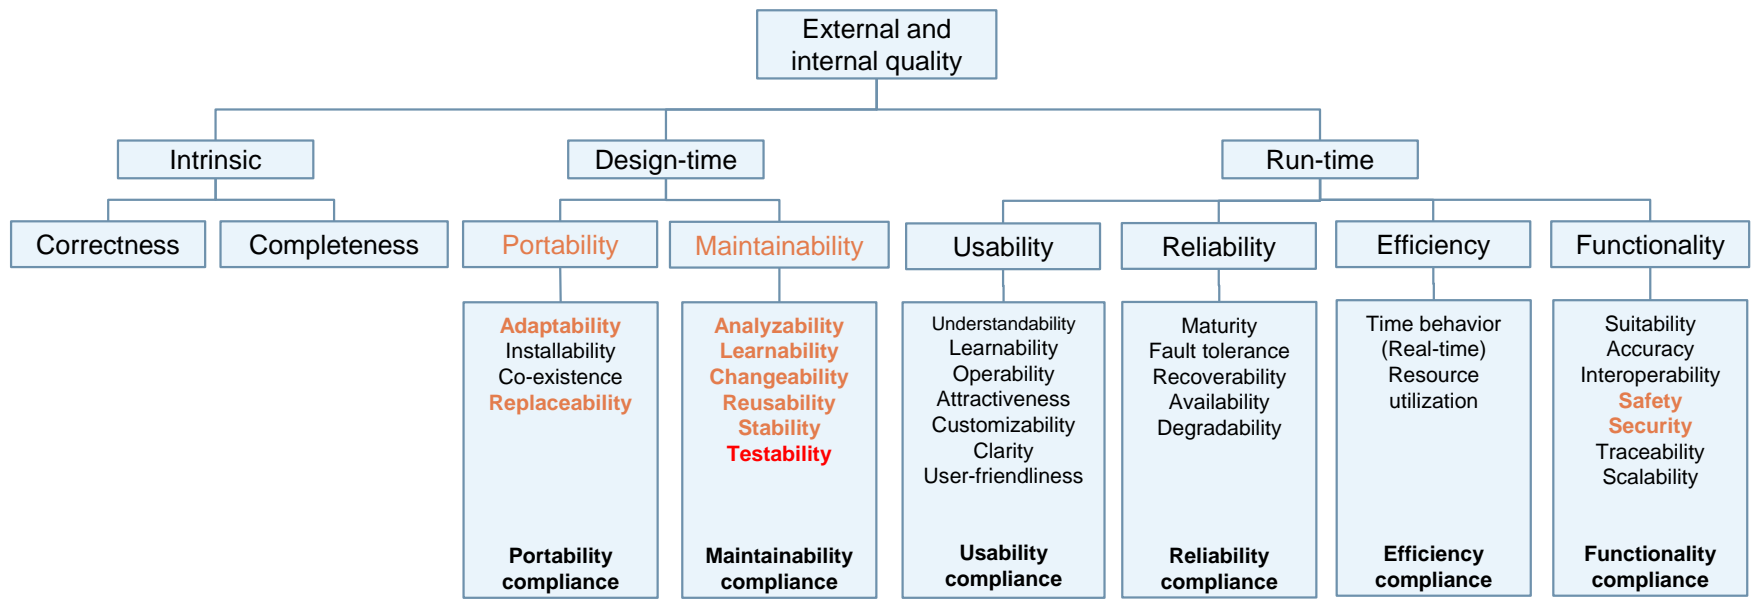 External and
internal quality
Intrinsic
Design-time
Run-time
Correctness
Completeness
Portability
Maintainability
Usability
Reliability
Efficiency
Functionality
Adaptability
Installability
Co-existence
Replaceability
Portability
compliance
Analyzability
Learnability
Changeability
Reusability
Stability
Testability
Maintainability
compliance
Understandability
Learnability
Operability
Attractiveness
Customizability
Clarity
User-friendliness
Usability
compliance
Maturity
Fault tolerance
Recoverability
Availability
Degradability
Reliability
compliance
Time behavior
(Real-time)
Resource
utilization
Efficiency
compliance
Suitability
Accuracy
Interoperability
Safety
Security
Traceability
Scalability
Functionality
compliance